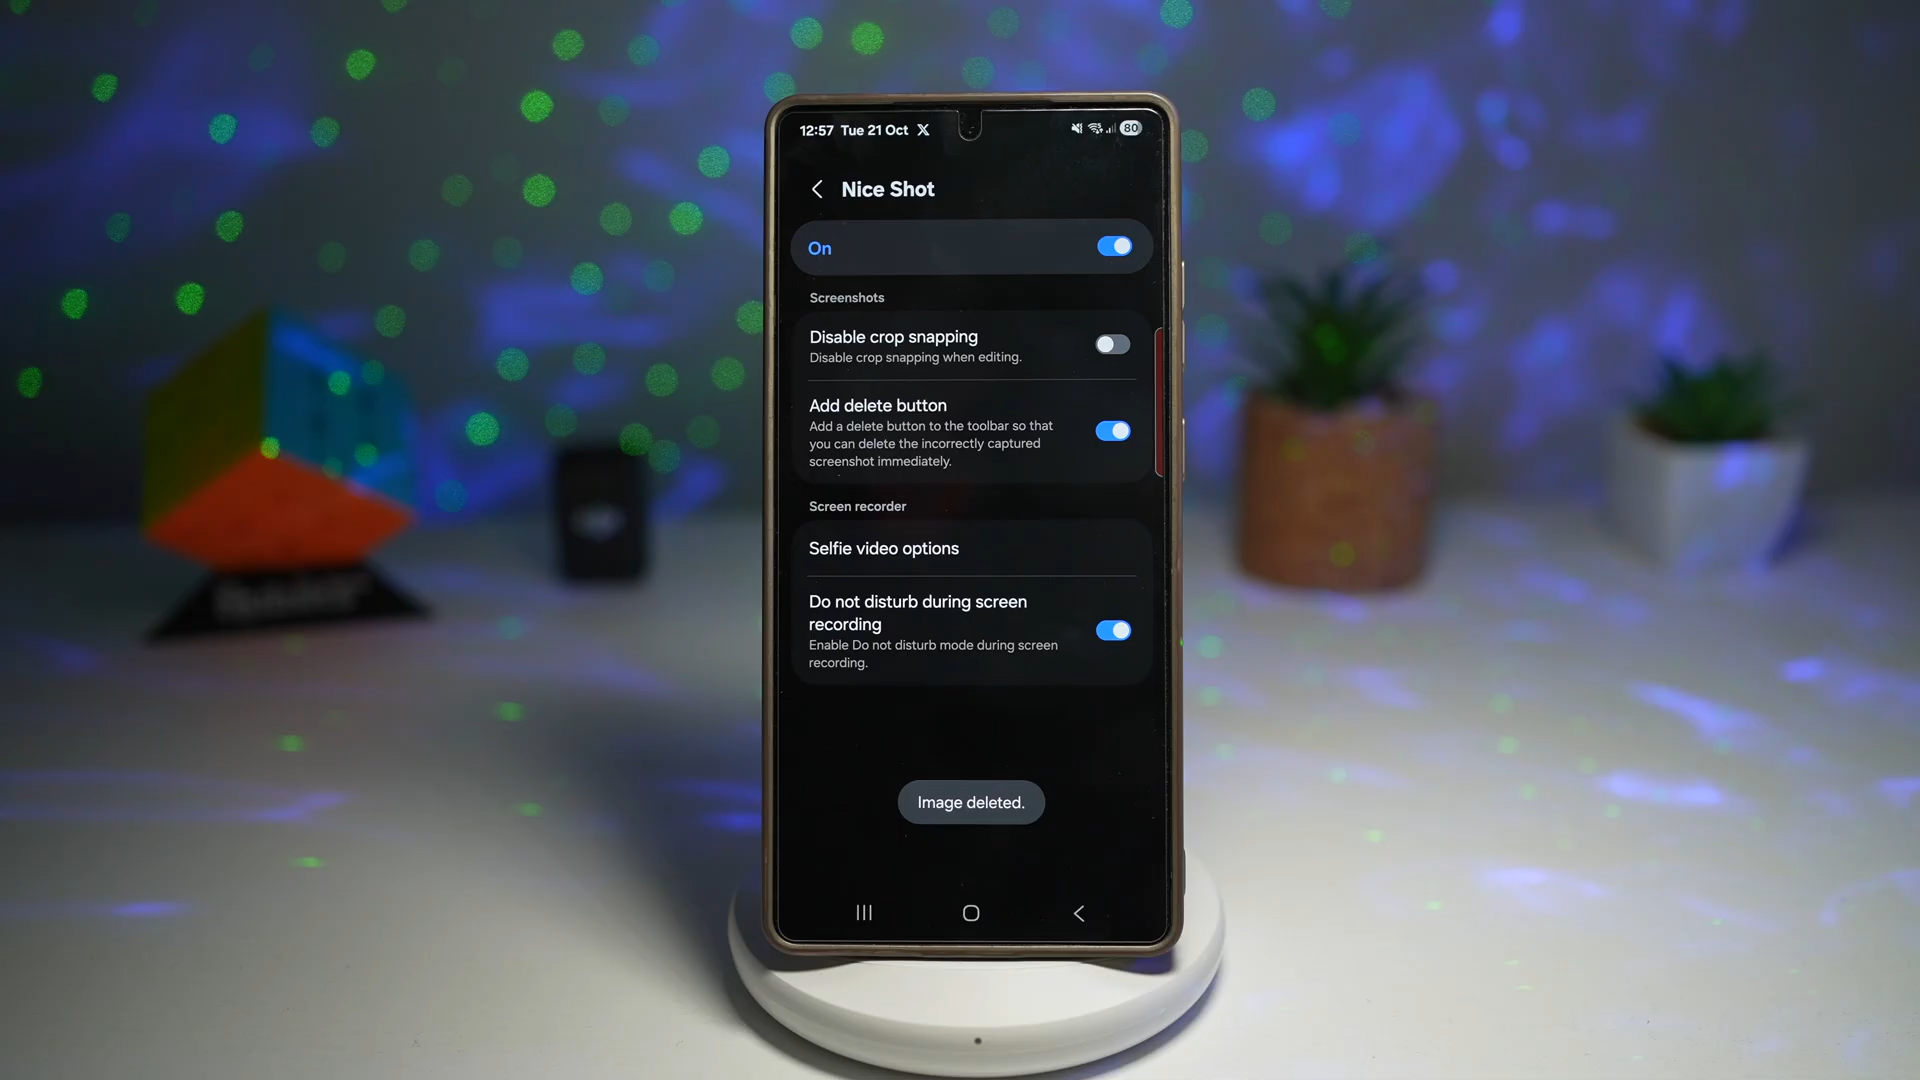 12:57 Tue 21 Oct X 80
Nice Shot
On
Screenshots
Disable crop snapping
Disable crop snapping when editing.
Add delete button
Add a delete button to the toolbar so that
you can delete the incorrectly captured
screenshot immediately.
Screen recorder
Selfie video options
Do not disturb during screen
recording
Enable Do not disturb mode during screen
recording.
Image deleted.